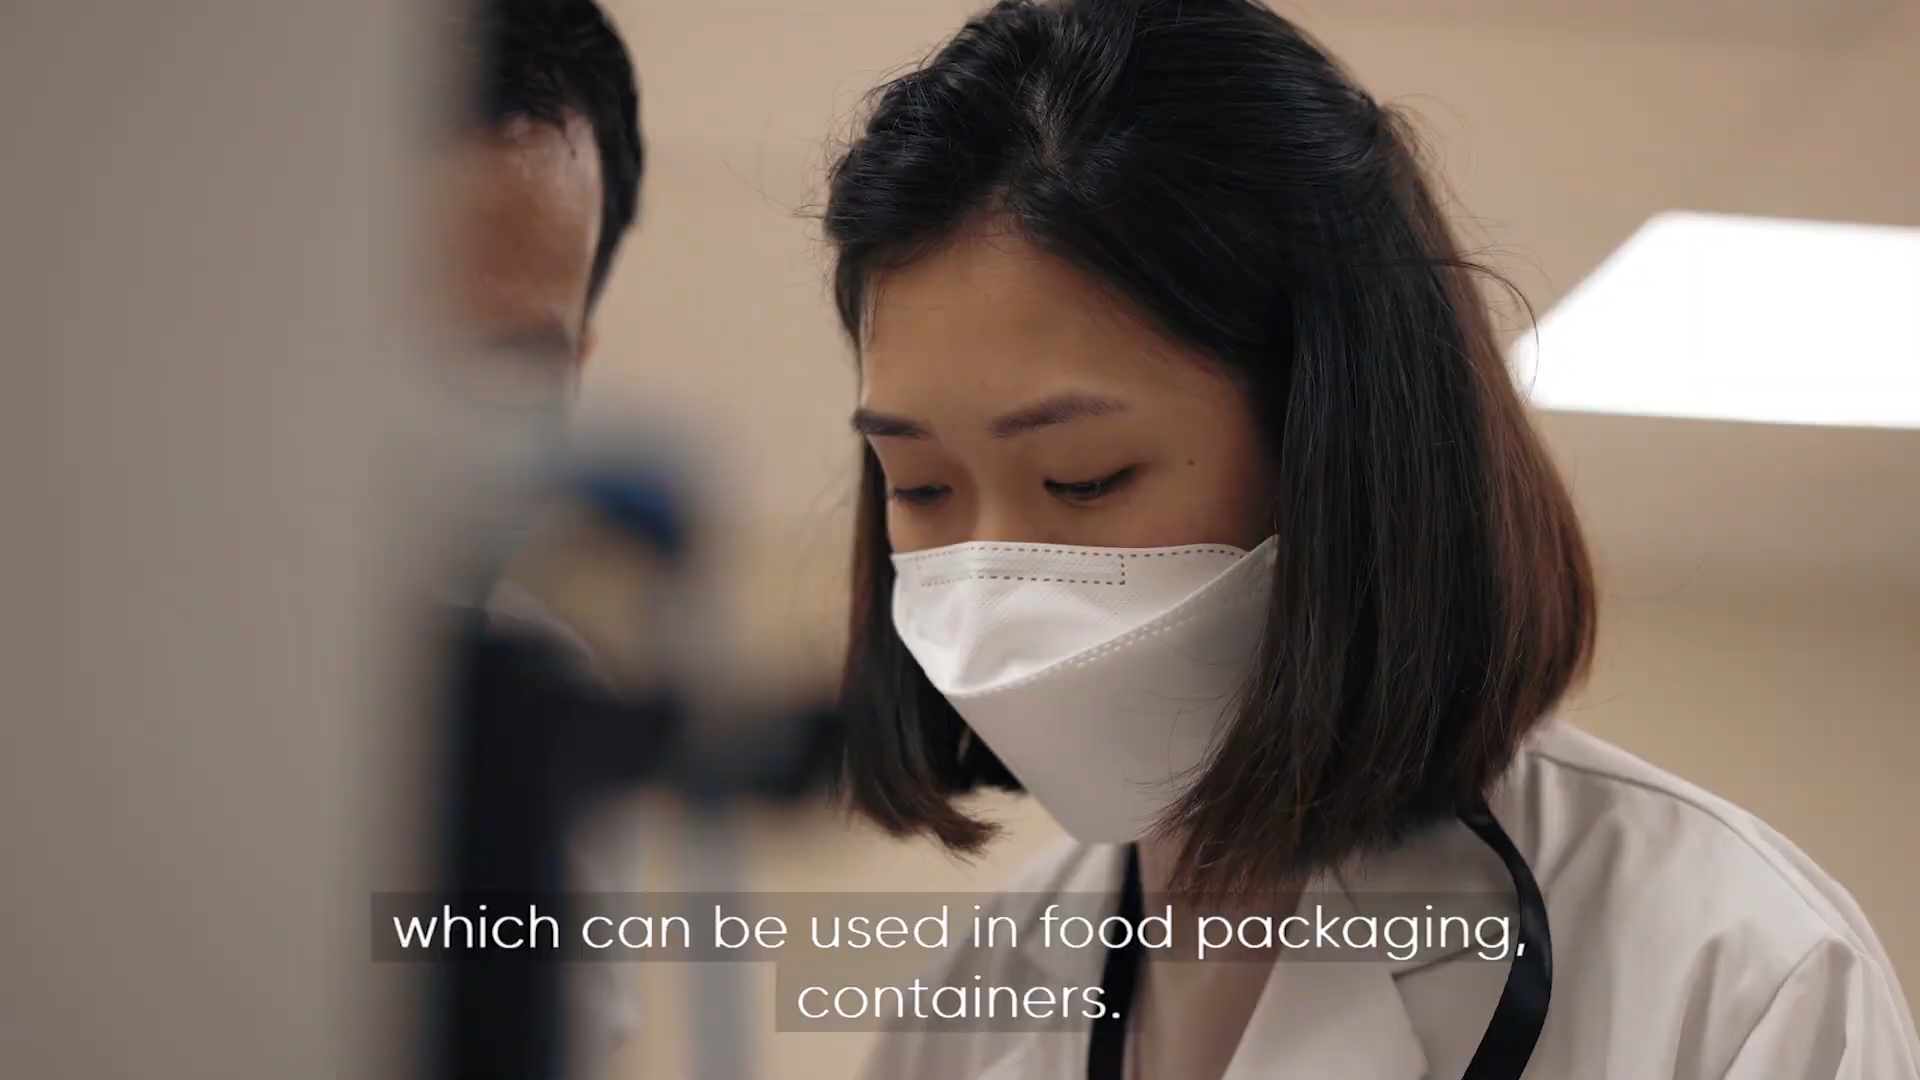 which can be used in food packaging,
containers.